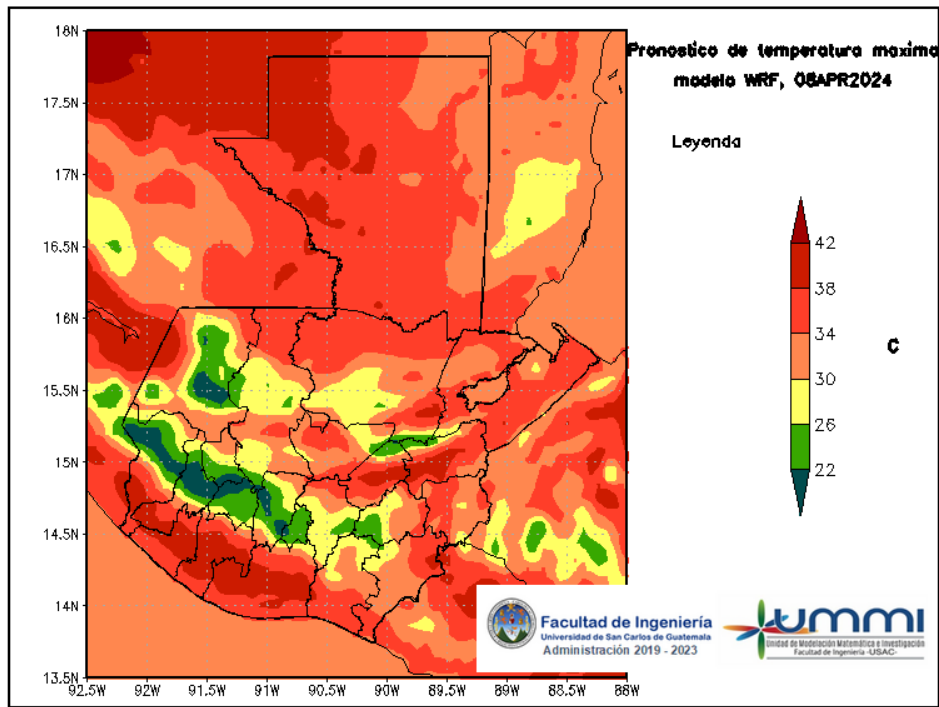 Pronostico de temperatura maxima
modelo WRF, 08APR2024
Leyenda
42
38
34
30
26
22
C
18N
17.5N
17N
16.5N
16N
15.5N
15N
14.5N
14N
13.5N
92.5W
92W
91.5W
91W
90.5W
90W
89.5W
89W
88.5W
88W
Facultad de Ingeniería
Universidad de San Carlos de Guatemala
Administración 2019 - 2023
UMMI
Unidad de Modelación Matemática e Investigación
Facultad de Ingeniería -USAC-